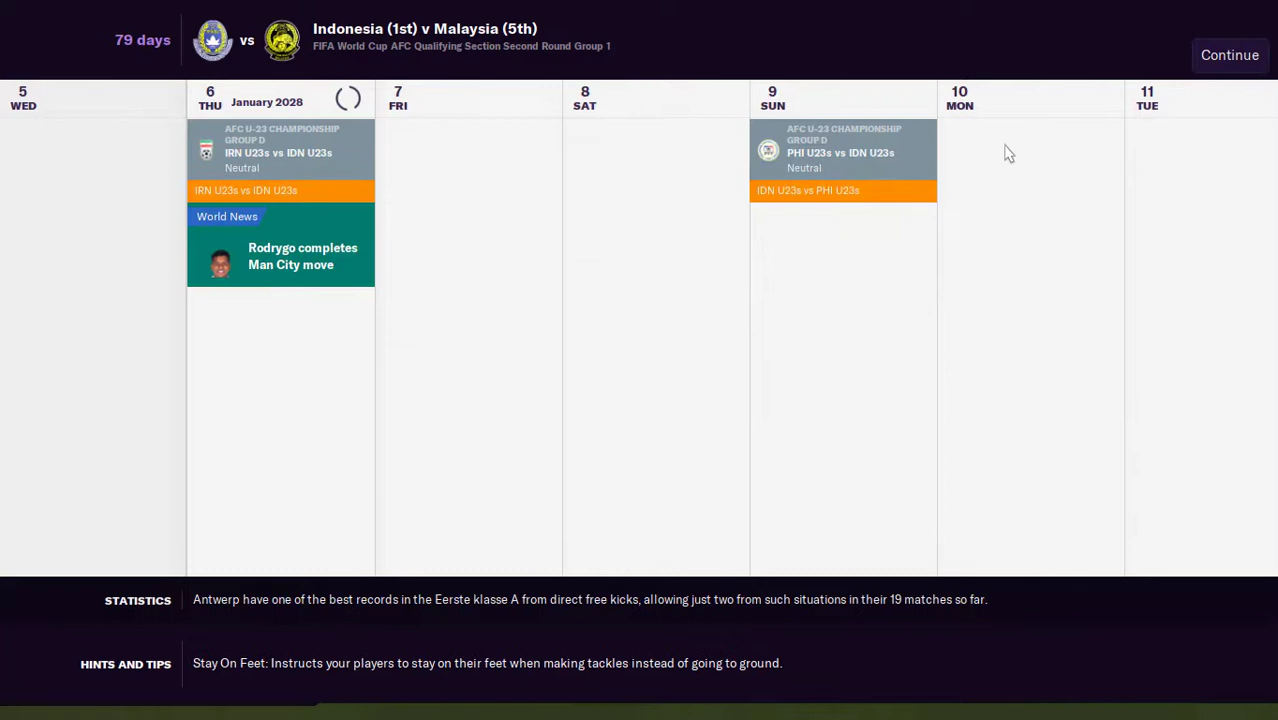 79 days
vs
Indonesia (1st) v Malaysia (5th)
FIFA World Cup AFC Qualifying Section Second Round Group 1
Continue
5
WED
6
THU
January 2028
7
FRI
8
SAT
9
SUN
10
MON
11
TUE
AFC U-23 CHAMPIONSHIP
GROUP D
IRN U23s vs IDN U23s
Neutral
IRN U23s vs IDN U23s
World News
Rodrygo completes
Man City move
AFC U-23 CHAMPIONSHIP
GROUP D
PHI U23s vs IDN U23s
Neutral
IDN U23s vs PHI U23s
STATISTICS
Antwerp have one of the best records in the Eerste klasse A from direct free kicks, allowing just two from such situations in their 19 matches so far.
HINTS AND TIPS
Stay On Feet: Instructs your players to stay on their feet when making tackles instead of going to ground.